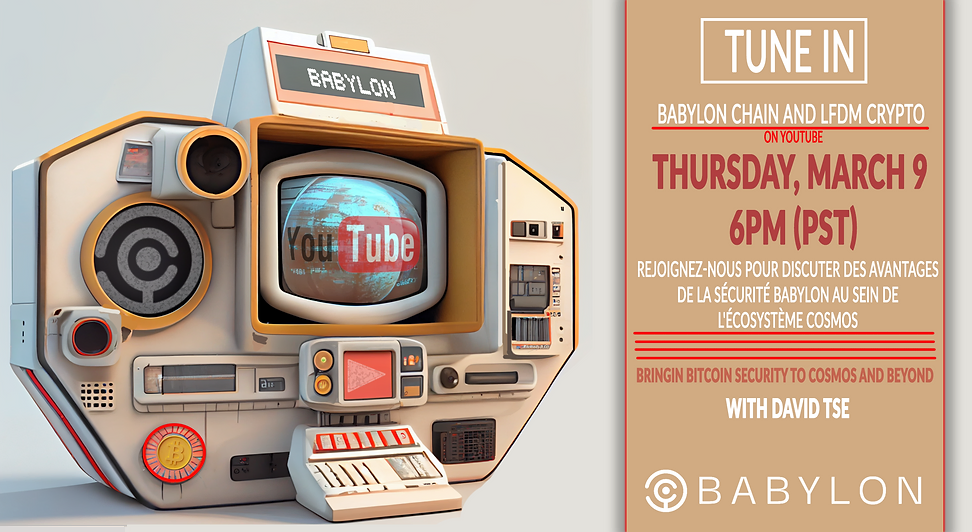 BABYLON
YouTube
TUNE IN
BABYLON CHAIN AND LFDM CRYPTO
ON YOUTUBE
THURSDAY, MARCH 9
6PM (PST)
REJOIGNEZ-NOUS POUR DISCUTER DES AVANTAGES
DE LA SÉCURITÉ BABYLON AU SEIN DE
L'ÉCOSYSTÈME COSMOS
BRINGIN BITCOIN SECURITY TO COSMOS AND BEYOND
WITH DAVID TSE
BABYLON